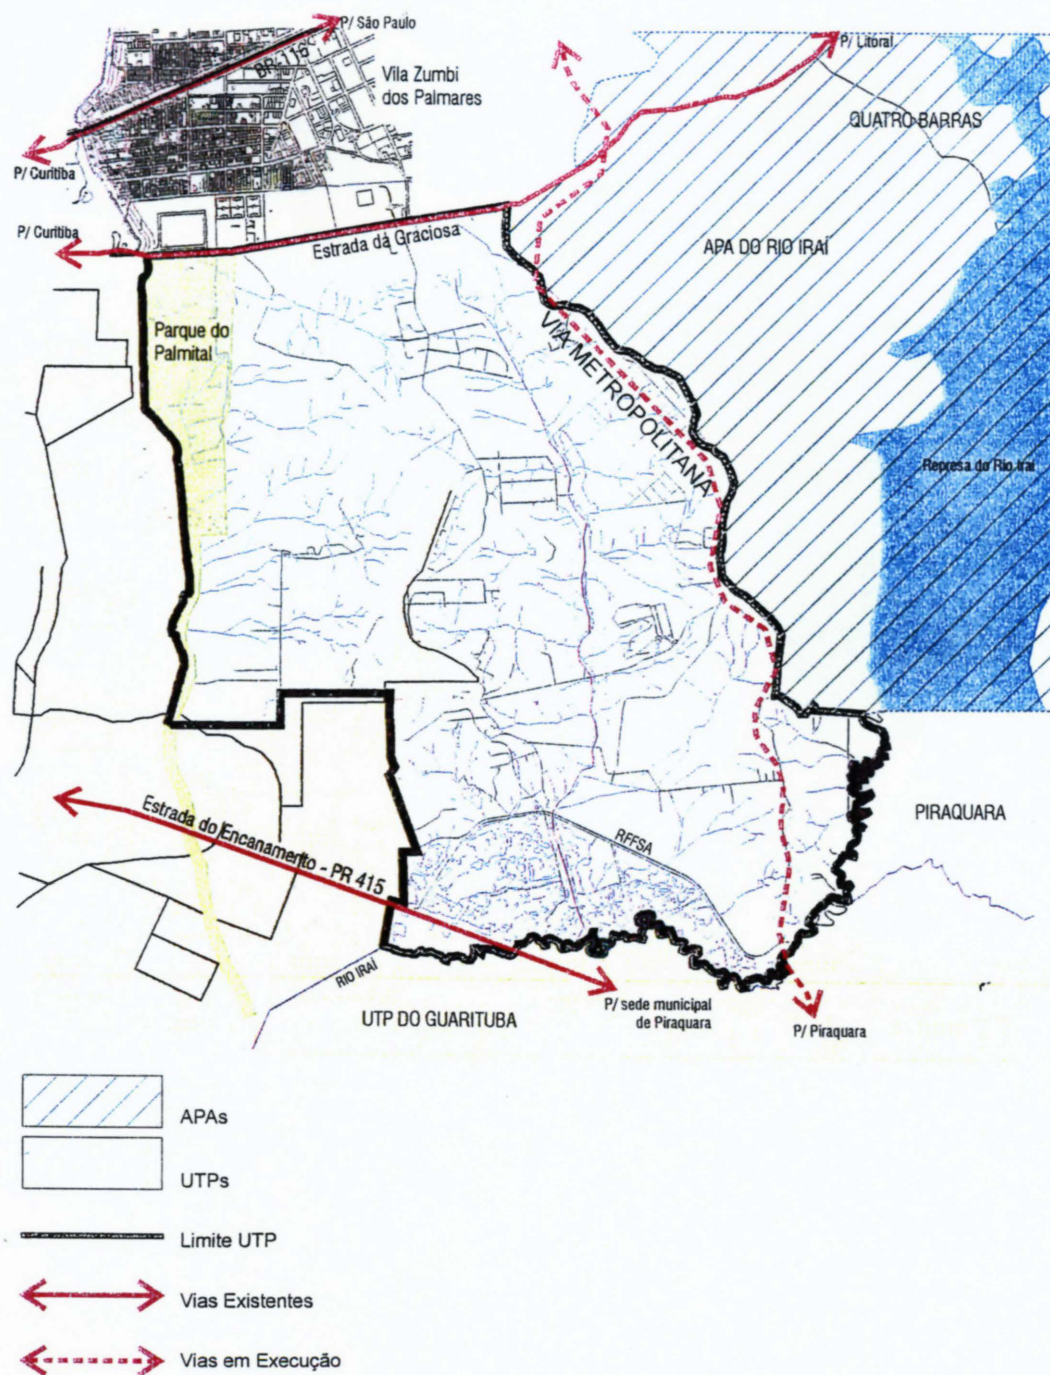 P/ São Paulo
BR-116
Vila Zumbi
dos Palmares
P/ Litoral
QUATRO BARRAS
P/ Curitiba
P/ Curitiba
Estrada da Graciosa
APA DO RIO IRAÍ
Parque do
Palmital
VIA METROPOLITANA
Represa do Rio Iraí
PIRAQUARA
Estrada do Encanamento - PR 415
RFFSA
RIO IRAÍ
UTP DO GUARITUBA
P/ sede municipal
de Piraquara
P/ Piraquara
APAs
UTPs
Limite UTP
Vias Existentes
Vias em Execução